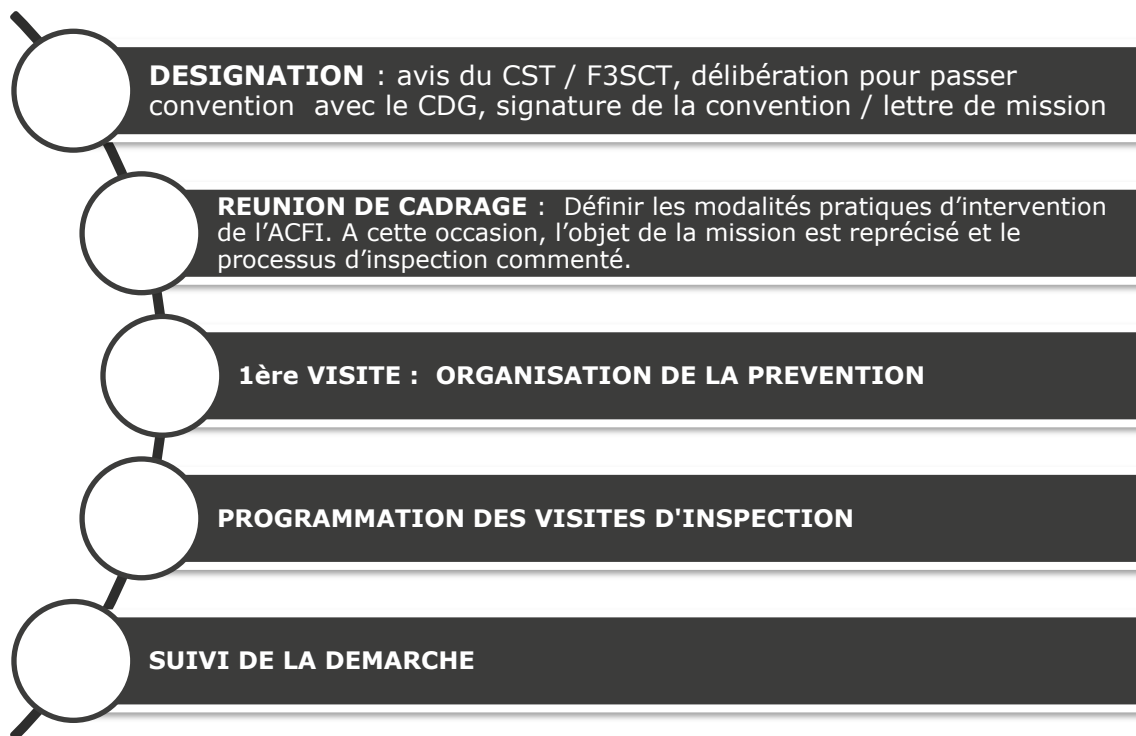 DESIGNATION : avis du CST / F3SCT, délibération pour passer
convention  avec le CDG, signature de la convention / lettre de mission
REUNION DE CADRAGE :  Définir les modalités pratiques d'intervention
de l'ACFI. A cette occasion, l'objet de la mission est reprécisé et le
processus d'inspection commenté.
1ère VISITE :  ORGANISATION DE LA PREVENTION
PROGRAMMATION DES VISITES D'INSPECTION
SUIVI DE LA DEMARCHE